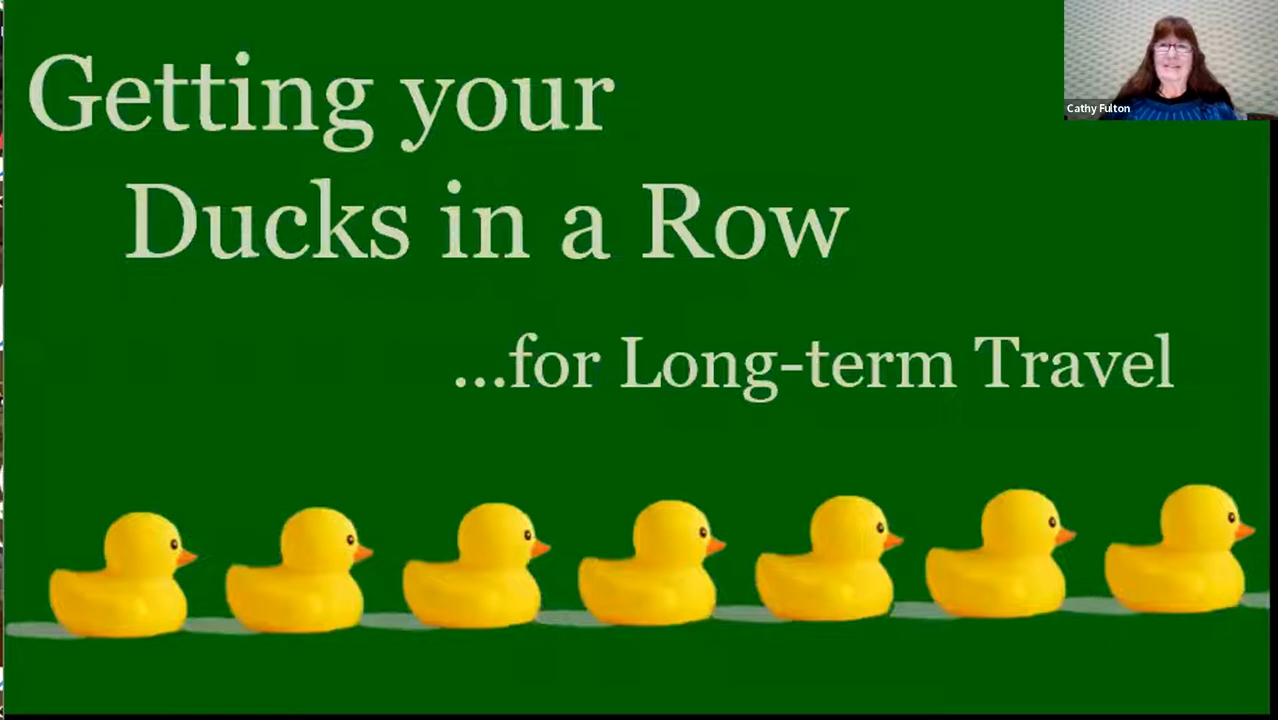 Getting your
Ducks in a Row
...for Long-term Travel
Cathy Fulton